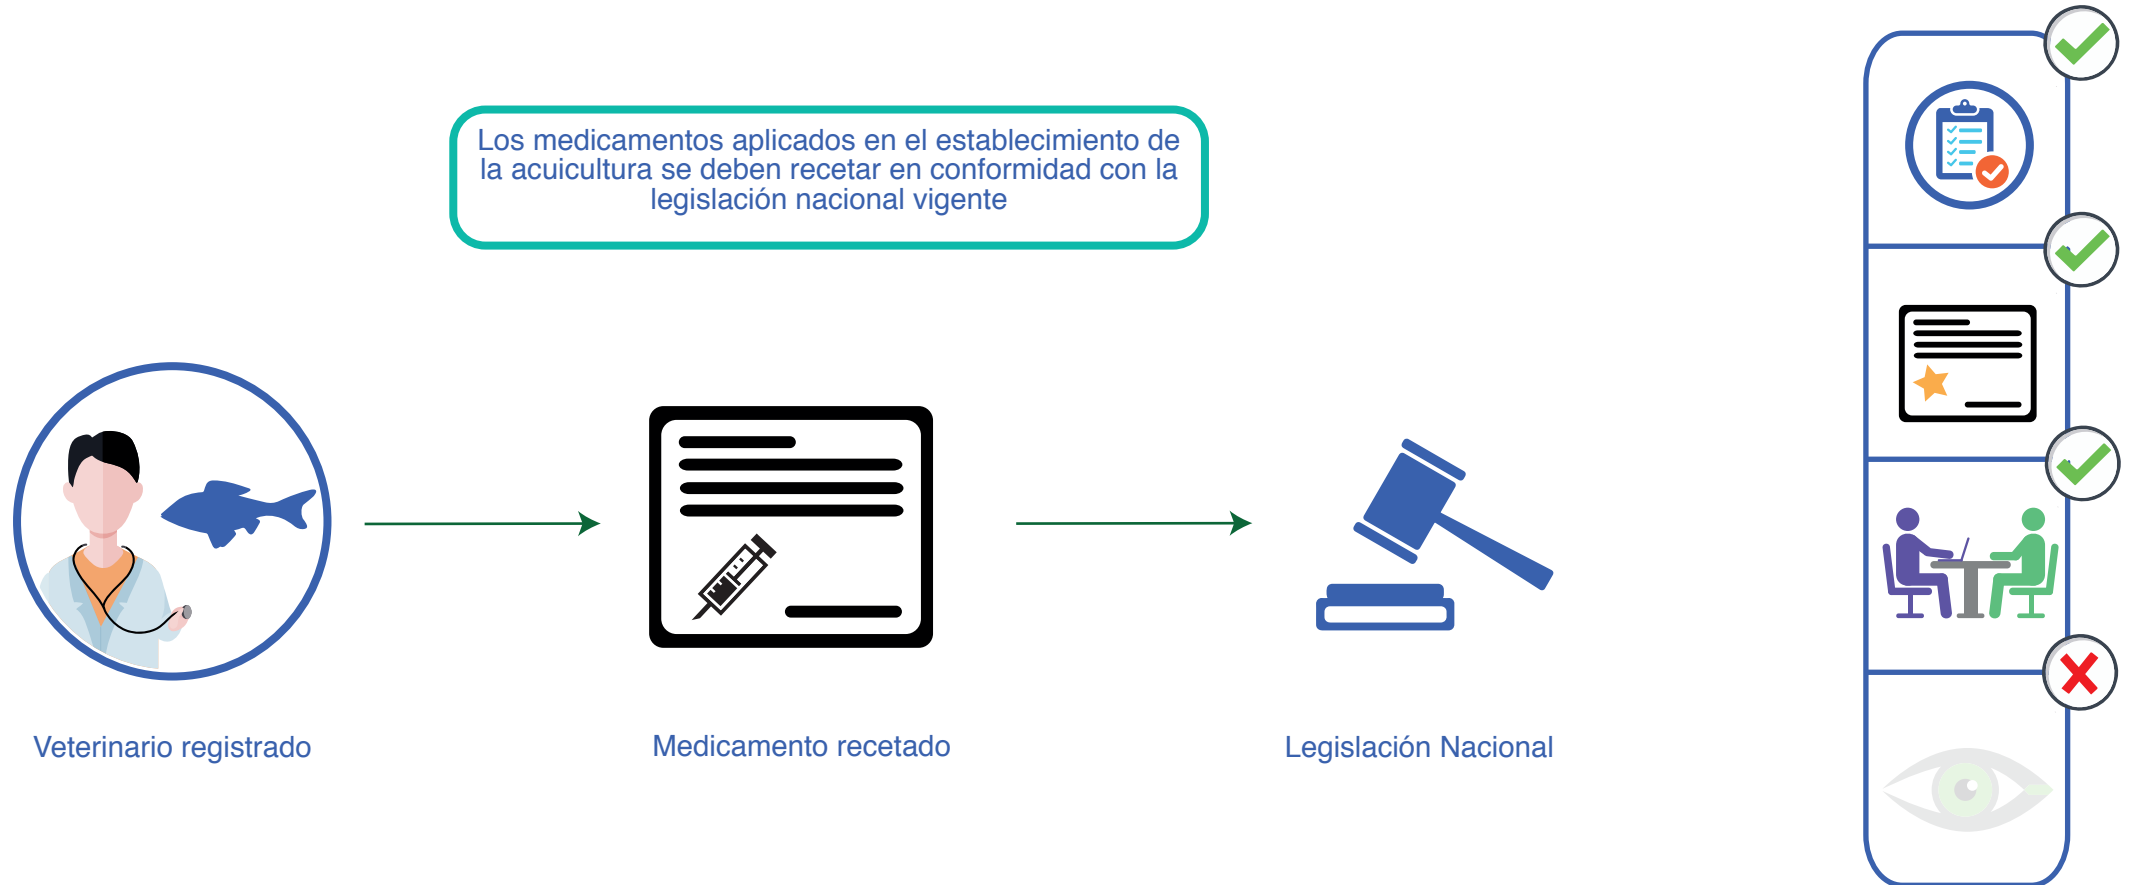 Los medicamentos aplicados en el establecimiento de
la acuicultura se deben recetar en conformidad con la
legislación nacional vigente
Veterinario registrado
Medicamento recetado
Legislación Nacional